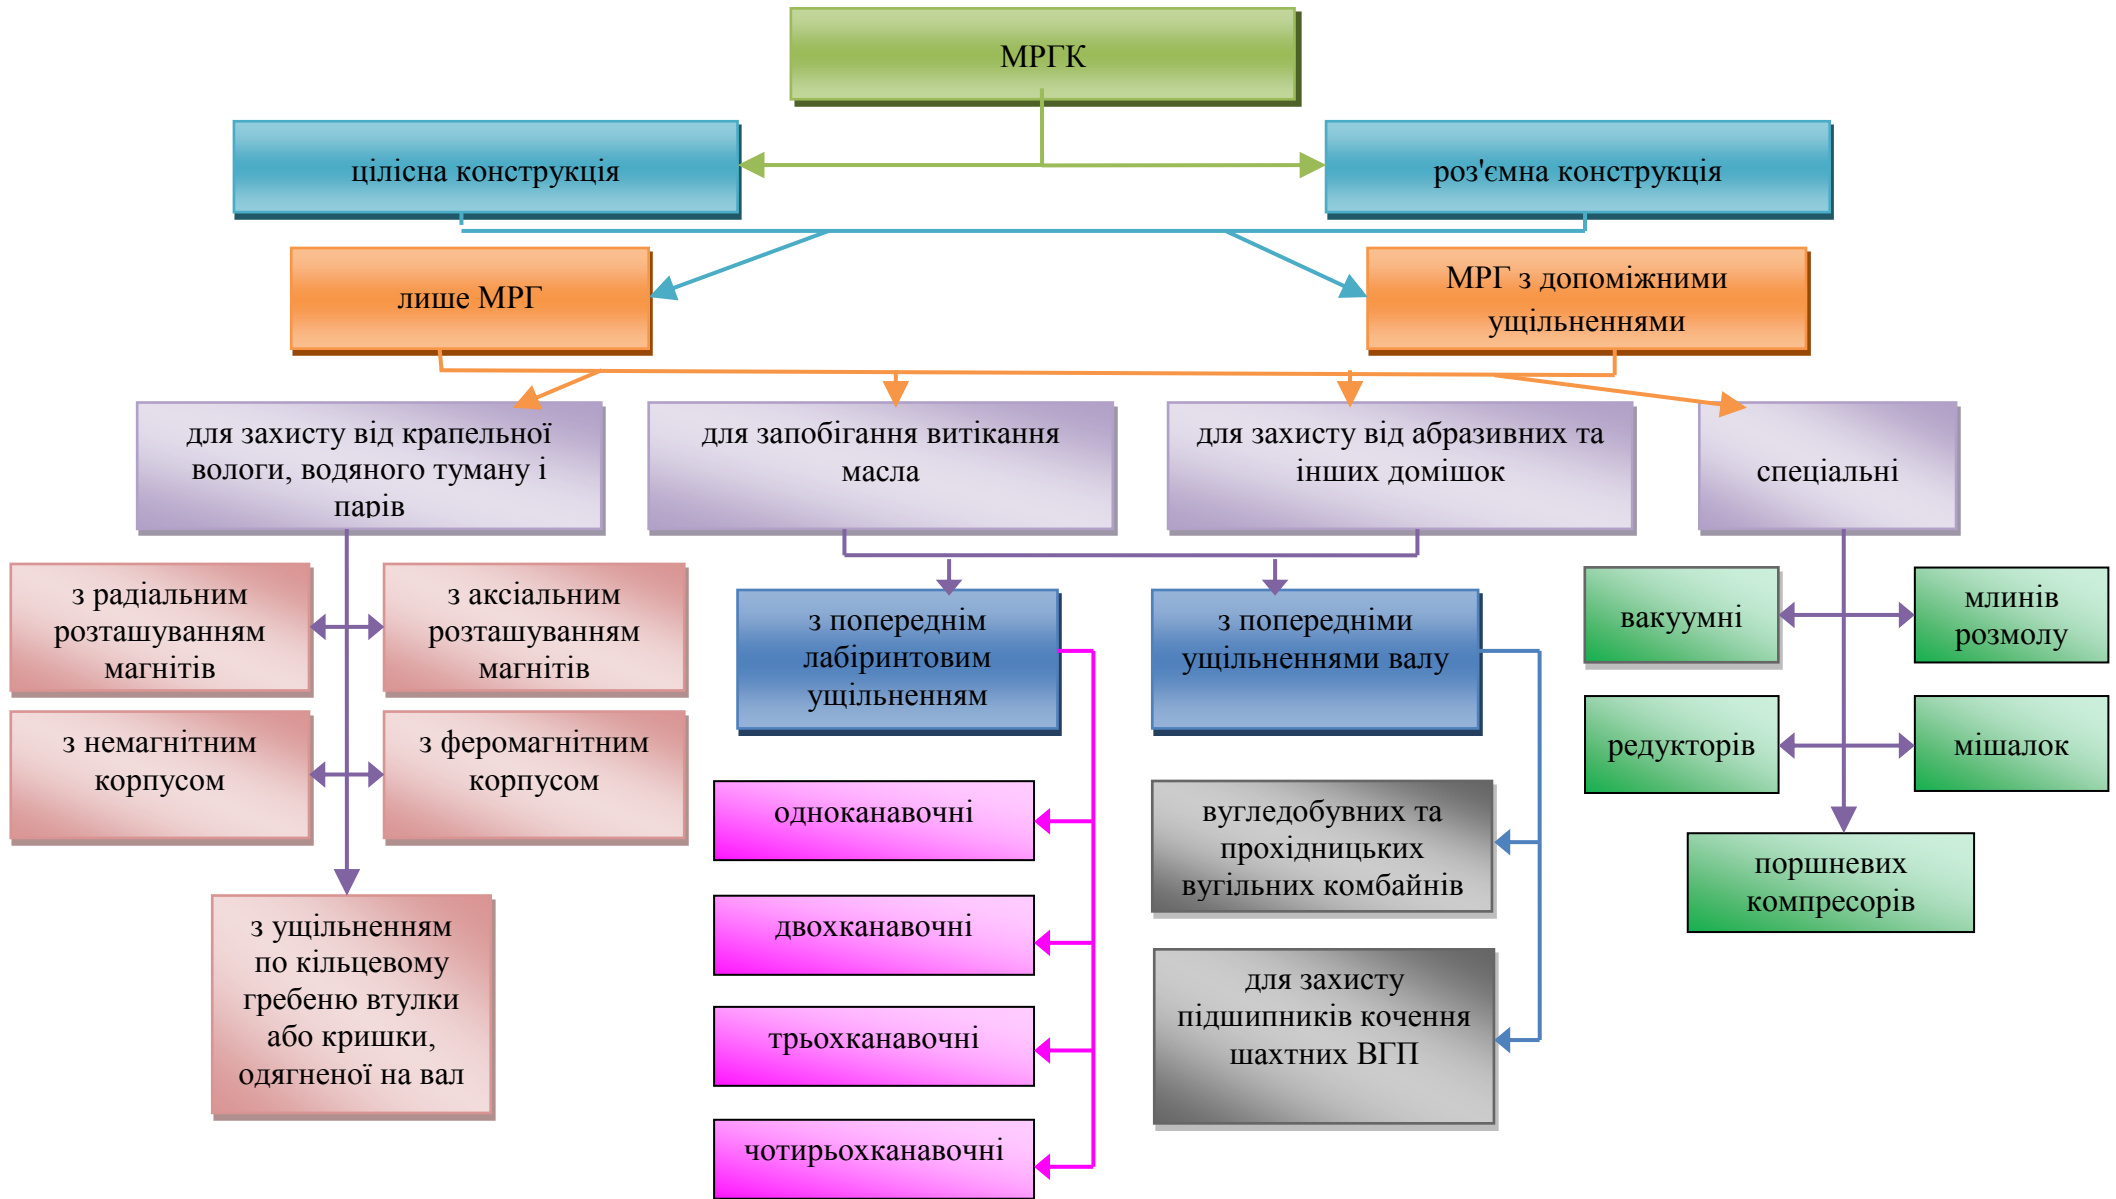 МРГК
цілісна конструкція
роз'ємна конструкція
лише МРГ
МРГ з допоміжними
ущільненнями
для захисту від крапельної
вологи, водяного туману і
парів
для запобігання витікання
масла
для захисту від абразивних та
інших домішок
спеціальні
з радіальним
розташуванням
магнітів
з аксіальним
розташуванням
магнітів
з немагнітним
корпусом
з феромагнітним
корпусом
з ущільненням
по кільцевому
гребеню втулки
або кришки,
одягненої на вал
з попереднім
лабіринтовим
ущільненням
з попередніми
ущільненнями валу
одноканавочні
двохканавочні
трьохканавочні
чотирьохканавочні
вугледобувних та
прохідницьких
вугільних комбайнів
для захисту
підшипників кочення
шахтних ВГП
вакуумні
млинів
розмолу
редукторів
мішалок
поршневих
компресорів